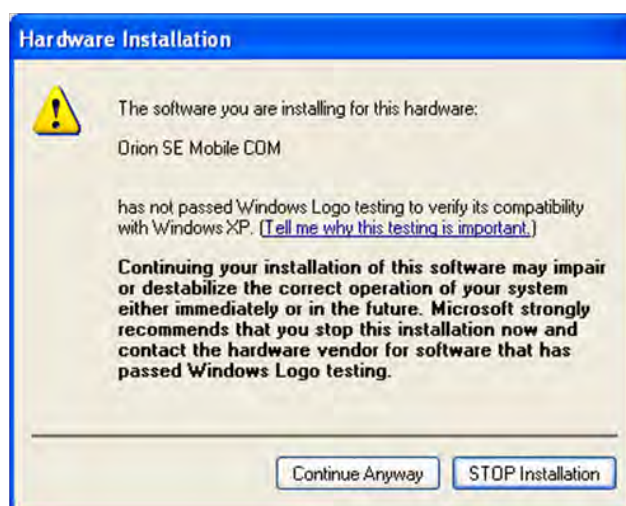 Hardware Installation
The software you are installing for this hardware:
Orion SE Mobile COM
has not passed Windows Logo testing to verify its compatibility
with Windows XP. (Tell me why this testing is important.)
Continuing your installation of this software may impair
or destabilize the correct operation of your system
either immediately or in the future. Microsoft strongly
recommends that you stop this installation now and
contact the hardware vendor for software that has
passed Windows Logo testing.
Continue Anyway
STOP Installation